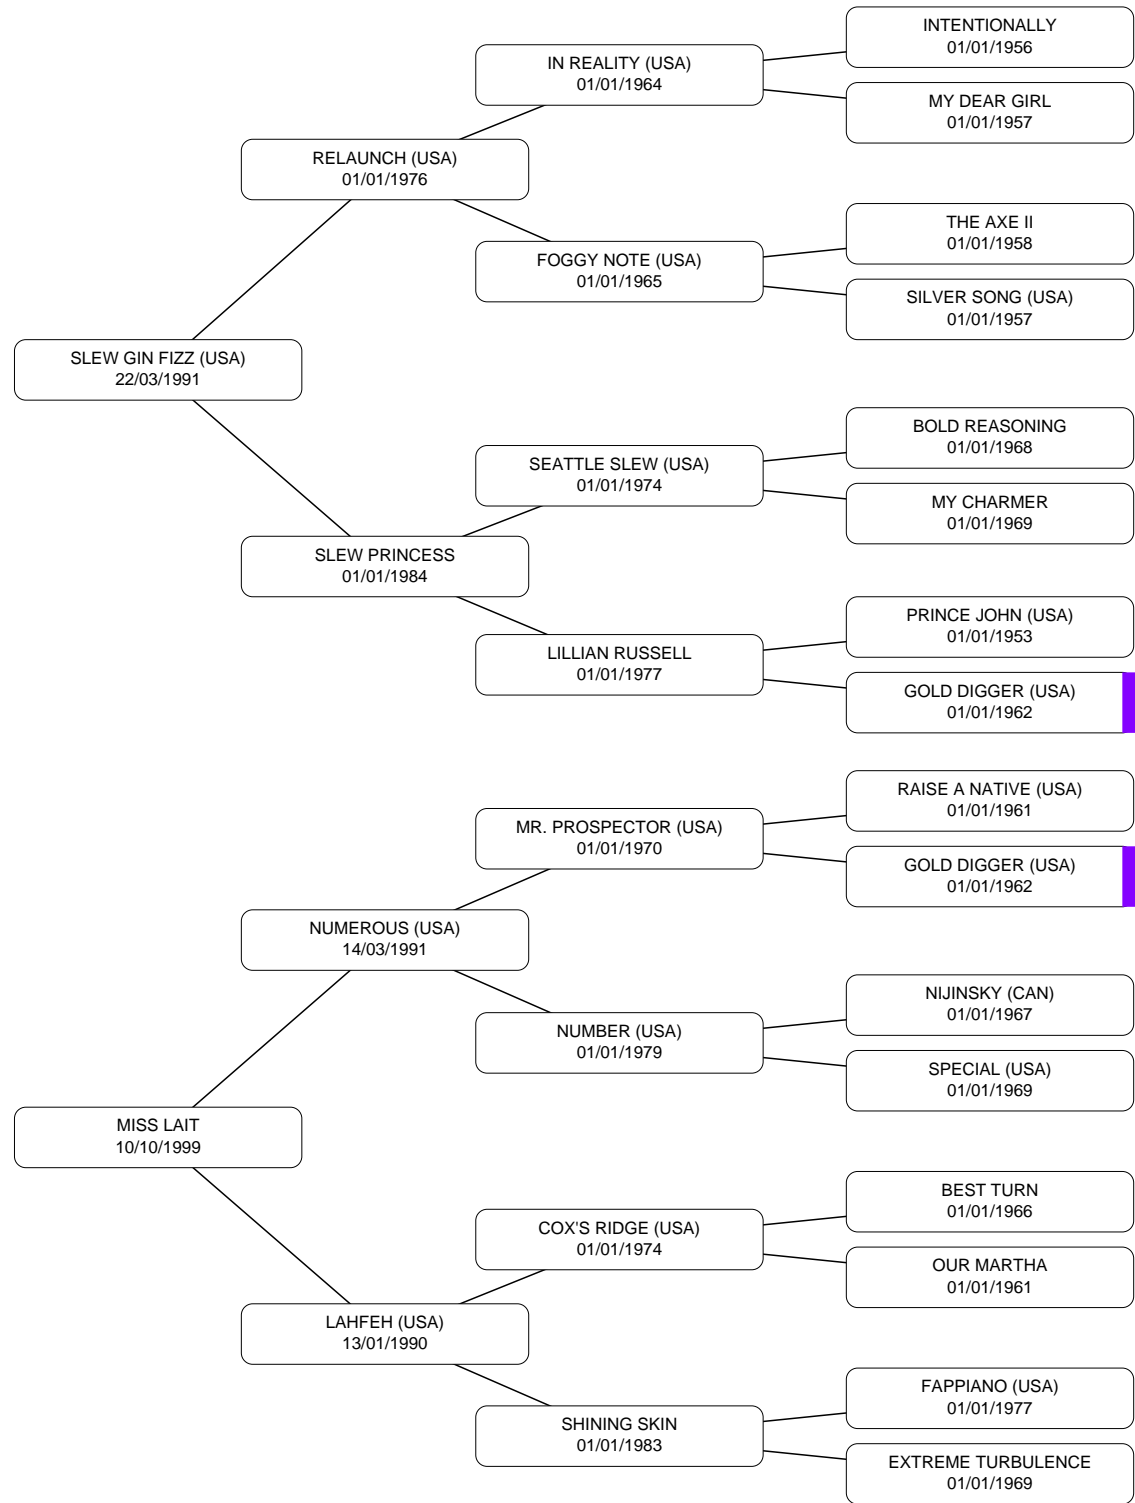 INTENTIONALLY
01/01/1956
IN REALITY (USA)
01/01/1964
MY DEAR GIRL
01/01/1957
RELAUNCH (USA)
01/01/1976
THE AXE II
01/01/1958
FOGGY NOTE (USA)
01/01/1965
SILVER SONG (USA)
01/01/1957
SLEW GIN FIZZ (USA)
22/03/1991
BOLD REASONING
01/01/1968
SEATTLE SLEW (USA)
01/01/1974
MY CHARMER
01/01/1969
SLEW PRINCESS
01/01/1984
PRINCE JOHN (USA)
01/01/1953
LILLIAN RUSSELL
01/01/1977
GOLD DIGGER (USA)
01/01/1962
RAISE A NATIVE (USA)
01/01/1961
MR. PROSPECTOR (USA)
01/01/1970
GOLD DIGGER (USA)
01/01/1962
NUMEROUS (USA)
14/03/1991
NIJINSKY (CAN)
01/01/1967
NUMBER (USA)
01/01/1979
SPECIAL (USA)
01/01/1969
MISS LAIT
10/10/1999
BEST TURN
01/01/1966
COX'S RIDGE (USA)
01/01/1974
OUR MARTHA
01/01/1961
LAHFEH (USA)
13/01/1990
FAPPIANO (USA)
01/01/1977
SHINING SKIN
01/01/1983
EXTREME TURBULENCE
01/01/1969